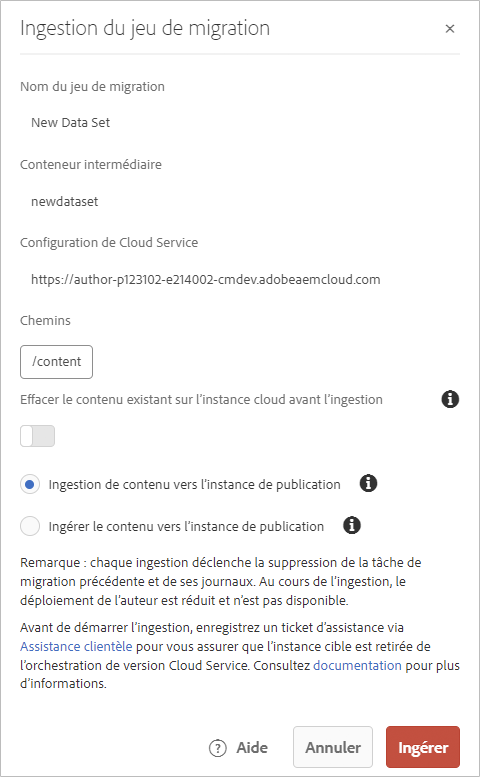 Ingestion du jeu de migration
Nom du jeu de migration
New Data Set
Conteneur intermédiaire
newdataset
Configuration de Cloud Service
https://author-p123102-e214002-cmdev.adobeaemcloud.com
Chemins
/content
Effacer le contenu existant sur l’instance cloud avant l’ingestion
Ingestion de contenu vers l’instance de publication
Ingérer le contenu vers l’instance de publication
Remarque : chaque ingestion déclenche la suppression de la tâche de
migration précédente et de ses journaux. Au cours de l’ingestion, le
déploiement de l’auteur est réduit et n’est pas disponible.
Avant de démarrer l’ingestion, enregistrez un ticket d’assistance via
Assistance clientèle pour vous assurer que l’instance cible est retirée de
l’orchestration de version Cloud Service. Consultez documentation pour plus
d’informations.
? Aide
Annuler
Ingérer